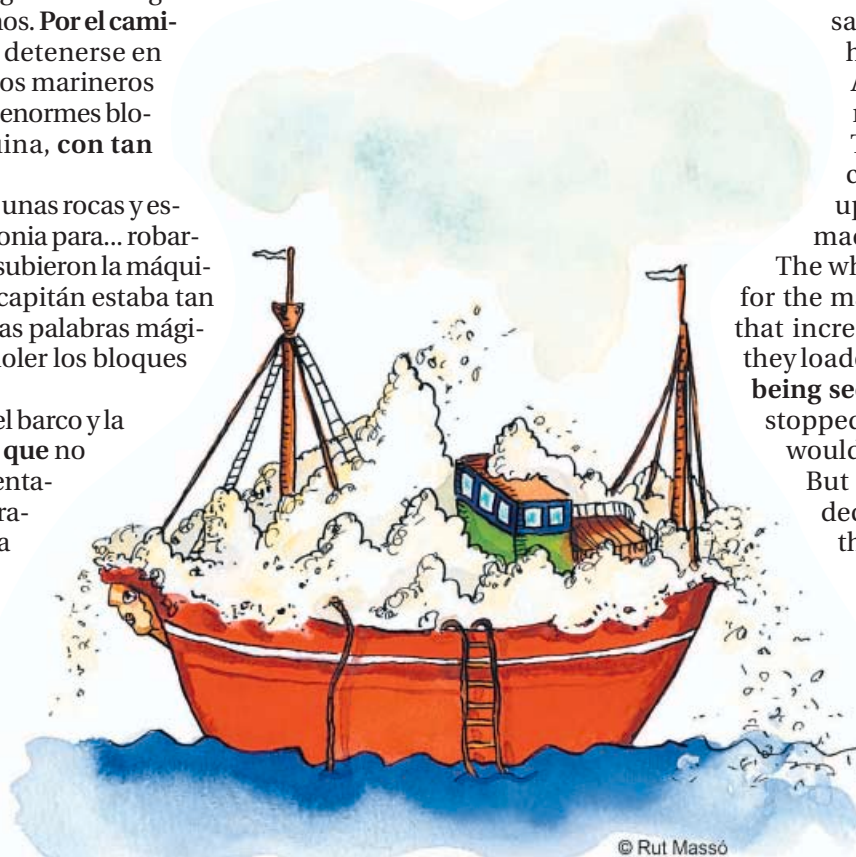 nos. Por el cami-
detenerse en
os marineros
enormes blo-
uina, con tan
unas rocas y es-
onia para... robar-
subieron la máqui-
capitán estaba tan
as palabras mági-
oler los bloques
el barco y la
que no
enta-
ra-
a
sa
h
T
c
up
mac
The wh
for the m
that incre
they loade
being see
stopped
would
But
dec
th
© Rut Massó